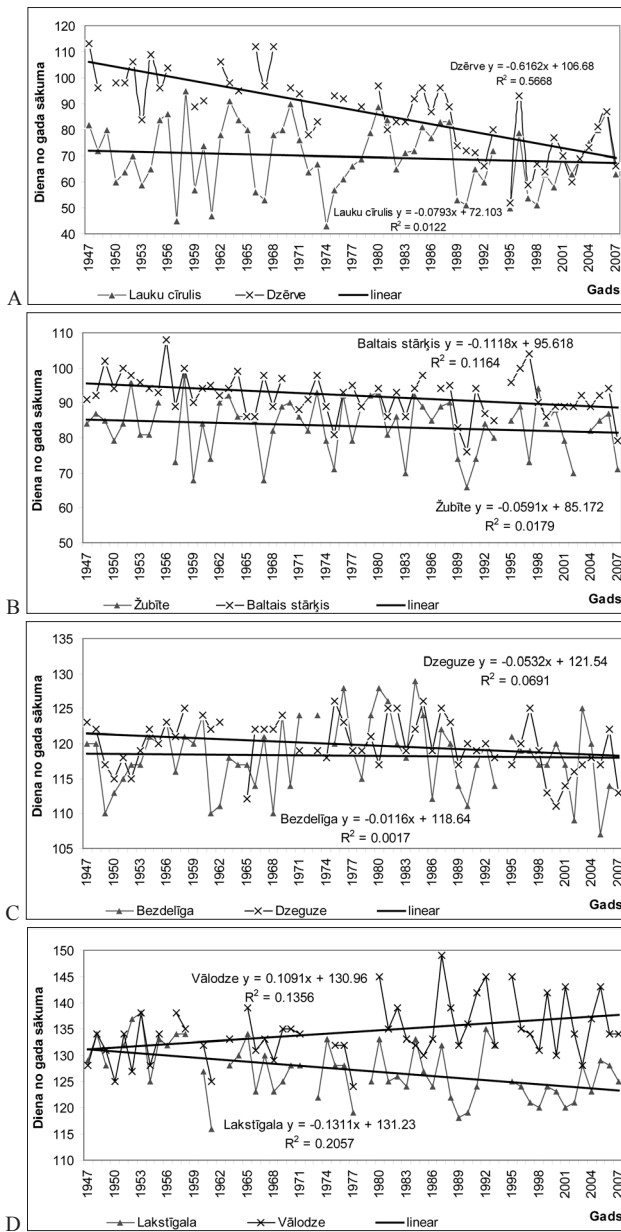 A
Diena no gada sākuma
120
110
100
90
80
70
60
50
40
Dzērve y = -0.6162x + 106.68
R² = 0.5668
Lauku cīrulis y = -0.0793x + 72.103
R² = 0.0122
1947 1950 1953 1956 1959 1962 1965 1968 1971 1974 1977 1980 1983 1986 1989 1992 1995 1998 2001 2004 2007
Gads
Lauku cīrulis Dzērve linear
B
Diena no gada sākuma
110
100
90
80
70
60
50
Baltais stārķis y = -0.1118x + 95.618
R² = 0.1164
Žubīte y = -0.0591x + 85.172
R² = 0.0179
1947 1950 1953 1956 1959 1962 1965 1968 1971 1974 1977 1980 1983 1986 1989 1992 1995 1998 2001 2004 2007
Gads
Žubīte Baltais stārķis linear
C
Diena no gada sākuma
135
130
125
120
115
110
105
Dzeguze y = -0.0532x + 121.54
R² = 0.0691
Bezdelīga y = -0.0116x + 118.64
R² = 0.0017
1947 1950 1953 1956 1959 1962 1965 1968 1971 1974 1977 1980 1983 1986 1989 1992 1995 1998 2001 2004 2007
Gads
Bezdelīga Dzeguze linear
D
Diena no gada sākuma
150
145
140
135
130
125
120
115
110
Vālodze y = 0.1091x + 130.96
R² = 0.1356
Lakstīgala y = -0.1311x + 131.23
R² = 0.2057
1947 1950 1953 1956 1959 1962 1965 1968 1971 1974 1977 1980 1983 1986 1989 1992 1995 1998 2001 2004 2007
Gads
Lakstīgala Vālodze linear